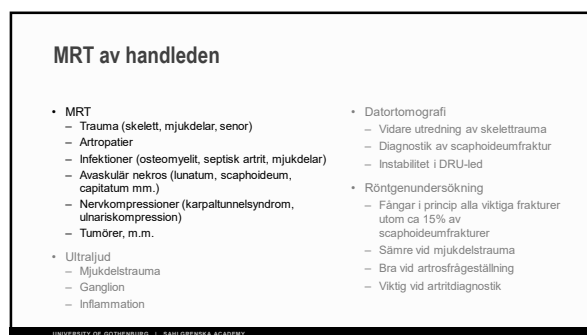 MRT av handleden
• MRT
– Trauma (skelett, mjukdelar, senor)
– Artropatier
– Infektioner (osteomyelit, septisk artrit, mjukdelar)
– Avaskulär nekros (lunatum, scaphoideum,
capitatum mm.)
– Nervkompressioner (karpaltunnelsyndrom,
ulnariskompression)
– Tumörer, m.m.
• Ultraljud
– Mjukdelstrauma
– Ganglion
– Inflammation
• Datortomografi
– Vidare utredning av skelettrauma
– Diagnostik av scaphoideumfraktur
– Instabilitet i DRU-led
• Röntgenundersökning
– Fångar i princip alla viktiga frakturer
utom ca 15% av
scaphoideumfrakturer
– Sämre vid mjukdelstrauma
– Bra vid artrosfrågeställning
– Viktig vid artritdiagnostik
UNIVERSITY OF GOTHENBURG | SAHLGRENSKA ACADEMY